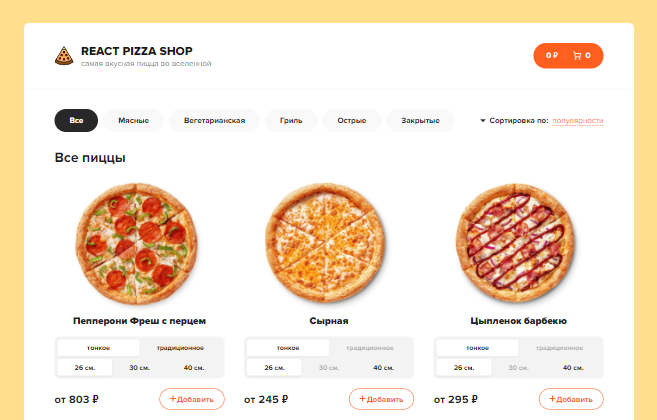 REACT PIZZA SHOP
самая вкусная пицца во вселенной
0 ₽ 0
Все Мясные Вегетарианская Гриль Острые Закрытые Сортировка по: популярности
Все пиццы
Пепперони Фреш с перцем Сырная Цыпленок барбекю
тонкое традиционное тонкое традиционное тонкое традиционное
26 см. 30 см. 40 см. 26 см. 30 см. 40 см. 26 см. 30 см. 40 см.
от 803 ₽ +Добавить от 245 ₽ +Добавить от 295 ₽ +Добавить